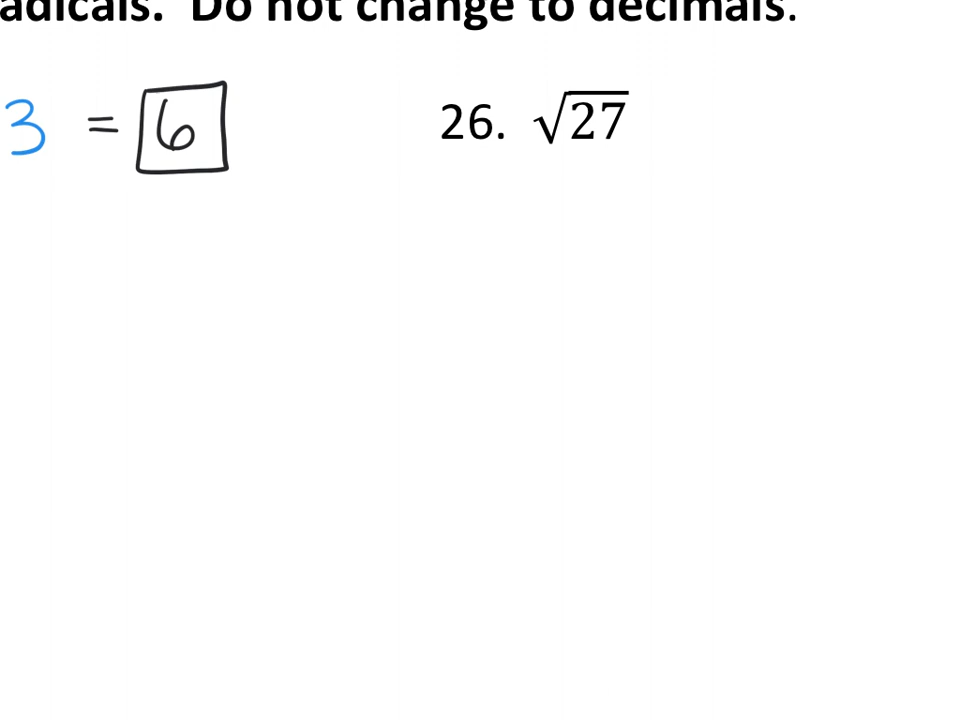 adicals. Do not change to decimals.
3 = 6 26. √27